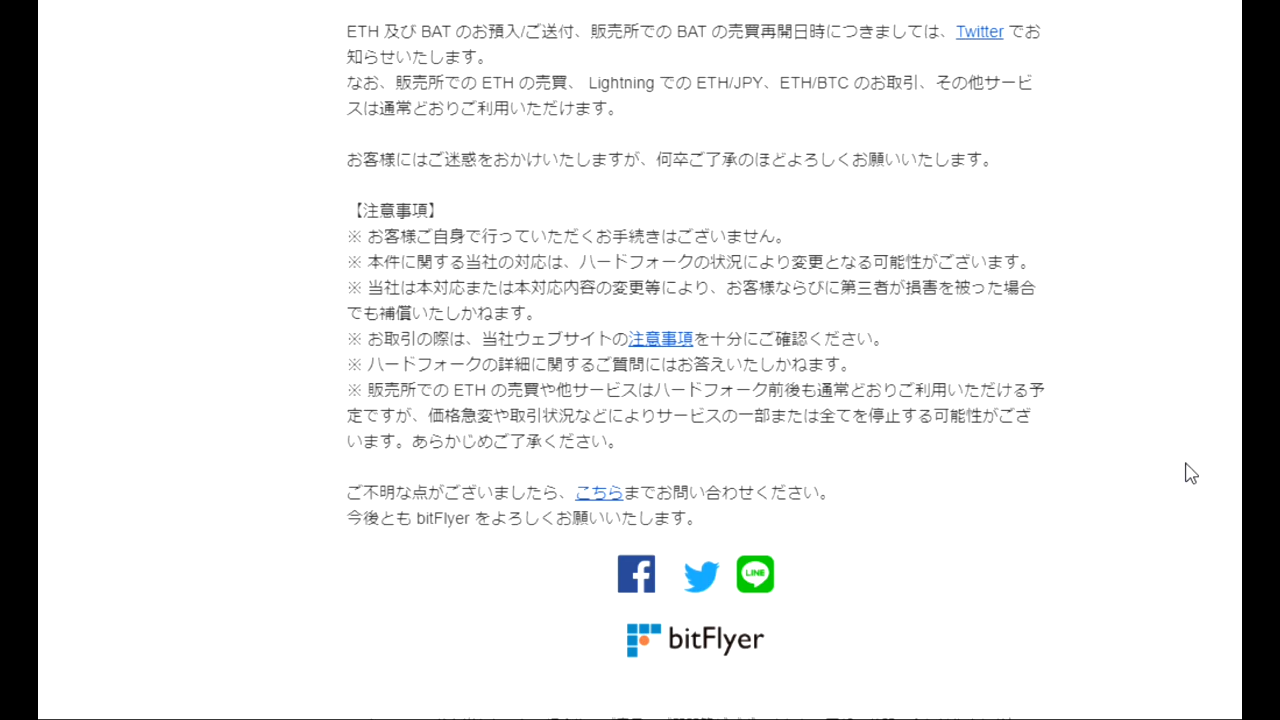 ETH 及び BAT のお預入/ご送付、販売所での BAT の売買再開日時につきましては、Twitter でお
知らせいたします。
なお、販売所での ETH の売買、 Lightning での ETH/JPY、ETH/BTC のお取引、その他サービ
スは通常どおりご利用いただけます。
お客様にはご迷惑をおかけいたしますが、何卒ご了承のほどよろしくお願いいたします。
【注意事項】
※ お客様ご自身で行っていただくお手続きはございません。
※ 本件に関する当社の対応は、ハードフォークの状況により変更となる可能性がございます。
※ 当社は本対応または本対応内容の変更等により、お客様ならびに第三者が損害を被った場合
でも補償いたしかねます。
※ お取引の際は、当社ウェブサイトの注意事項を十分にご確認ください。
※ ハードフォークの詳細に関するご質問にはお答えいたしかねます。
※ 販売所での ETH の売買や他サービスはハードフォーク前後も通常どおりご利用いただける予
定ですが、価格急変や取引状況などによりサービスの一部または全てを停止する可能性がござ
います。あらかじめご了承ください。
ご不明な点がございましたら、こちらまでお問い合わせください。
今後とも bitFlyer をよろしくお願いいたします。
LINE
bitFlyer